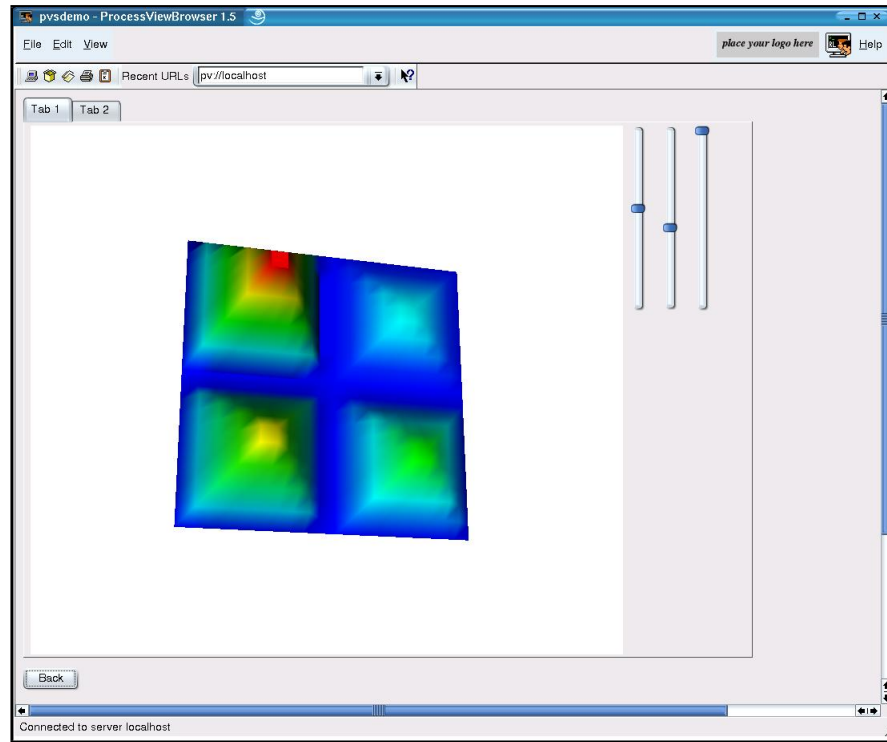 pvsdemo - ProcessViewBrowser 1.5
File Edit View
place your logo here
Help
Recent URLs pv://localhost
Tab 1 Tab 2
Back
Connected to server localhost